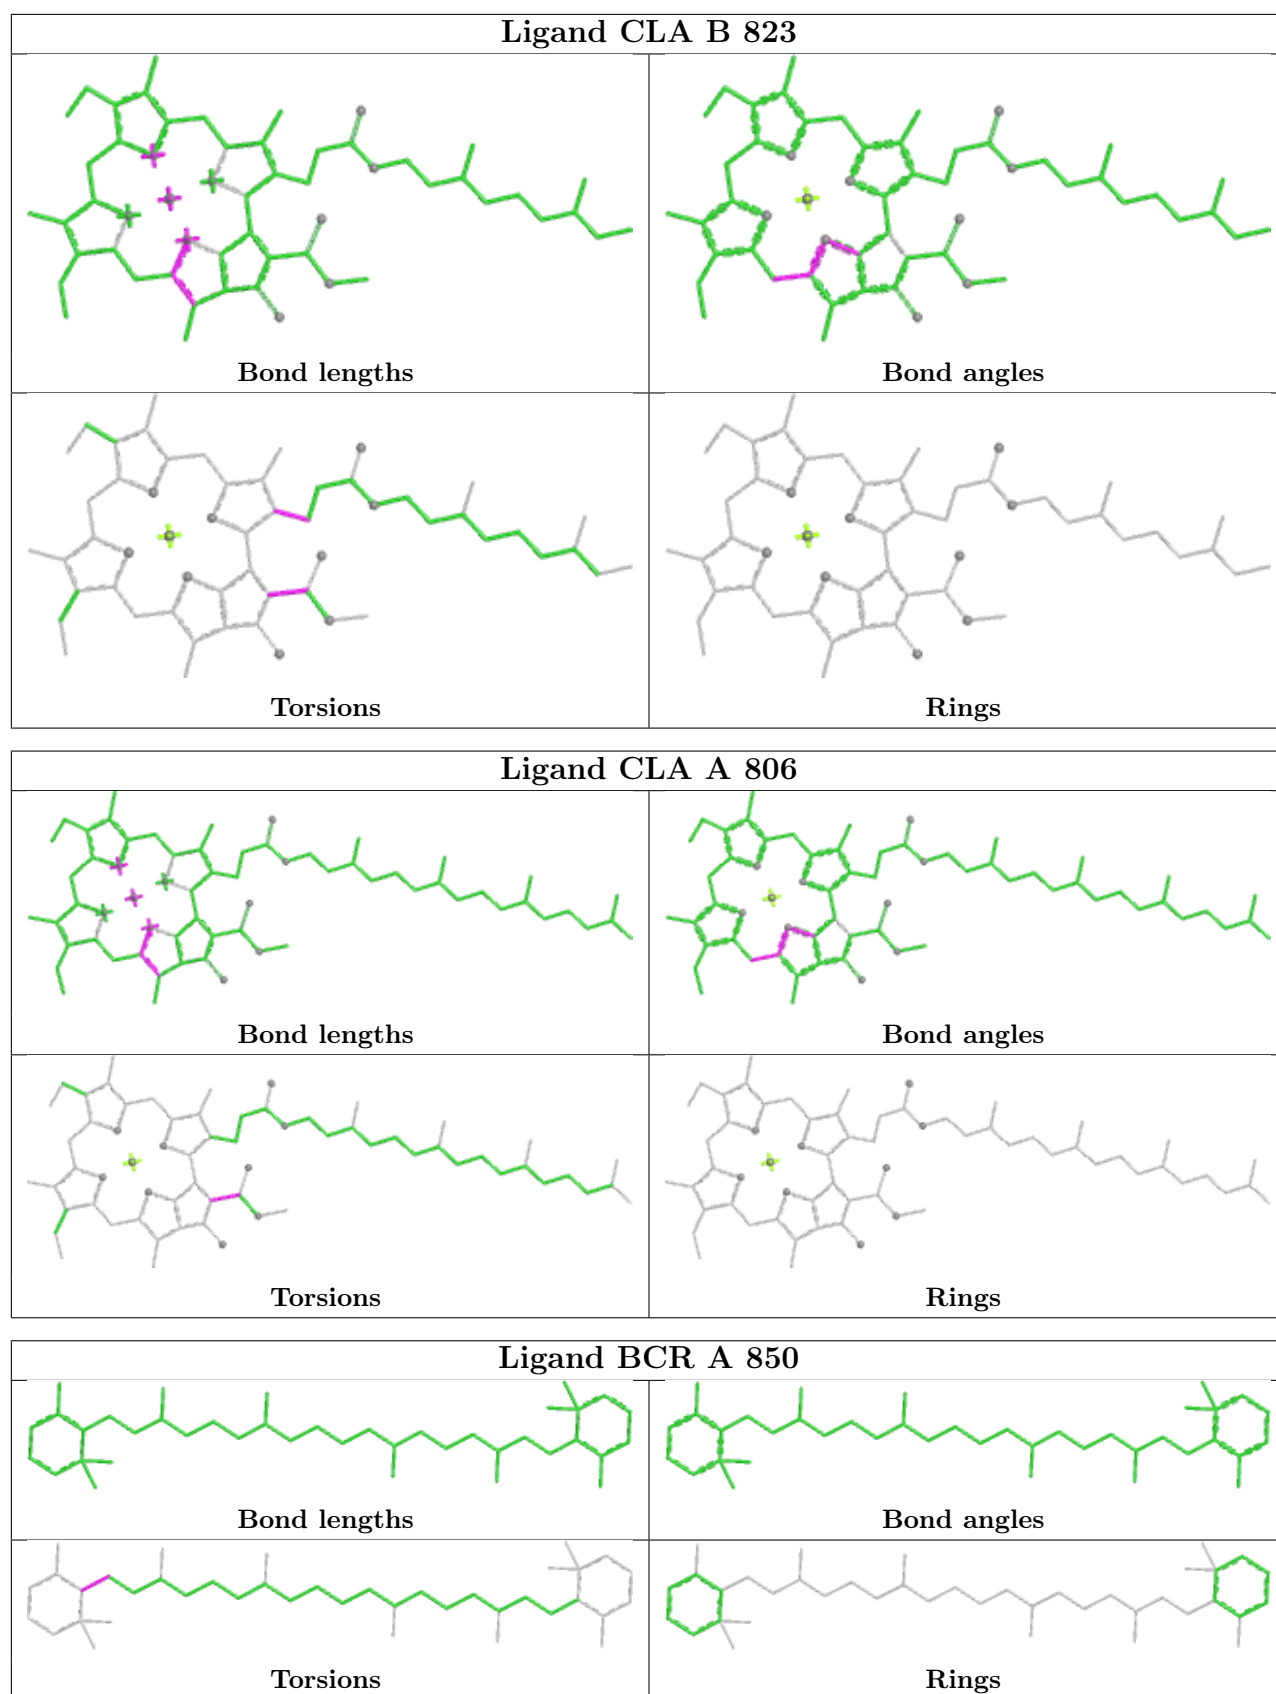 Ligand CLA B 823
Bond lengths
Bond angles
Torsions
Rings
Ligand CLA A 806
Bond lengths
Bond angles
Torsions
Rings
Ligand BCR A 850
Bond lengths
Bond angles
Torsions
Rings